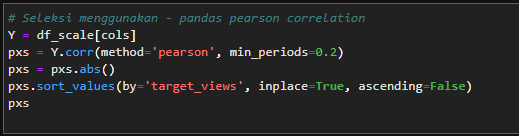 # Seleksi menggunakan - pandas pearson correlation
Y = df_scale[cols]
pxs = Y.corr(method='pearson', min_periods=0.2)
pxs = pxs.abs()
pxs.sort_values(by='target_views', inplace=True, ascending=False)
pxs